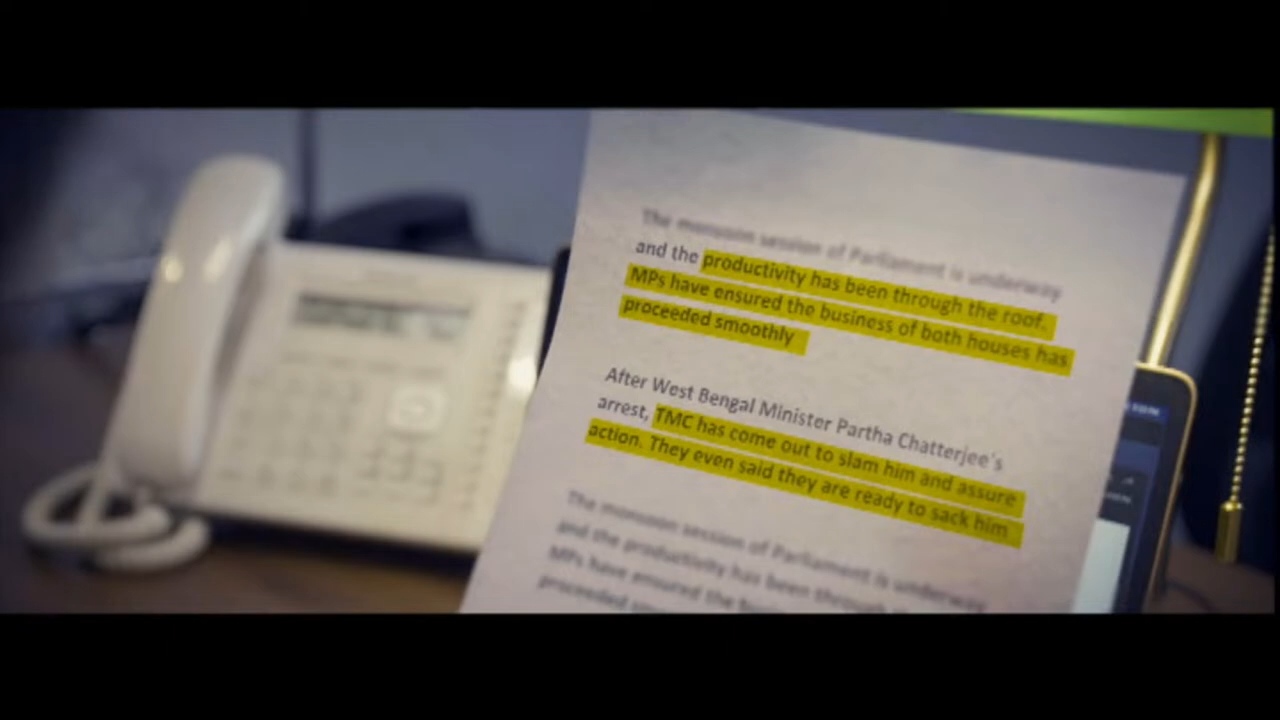 The monsoon session of Parliament is underway
and the productivity has been through the roof.
MPs have ensured the business of both houses has
proceeded smoothly
After West Bengal Minister Partha Chatterjee's
arrest, TMC has come out to slam him and assure
action. They even said they are ready to sack him
The monsoon session of Parliament is underway
and the productivity has been through the
MPs have ensured the
proceeded